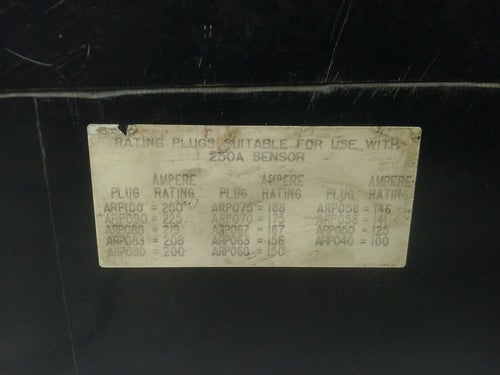 RATING PLUGS SUITABLE FOR USE WITH
250A SENSOR
PLUG AMPERE RATING PLUG AMPERE RATING PLUG AMPERE RATING
ARP100 = 250 ARP075 = 188 ARP058 = 146
ARP090 = 225 ARP070 = 175 ARP056 = 141
ARP088 = 219 ARP067 = 167 ARP050 = 125
ARP083 = 208 ARP063 = 156 ARP040 = 100
ARP080 = 200 ARP060 = 150